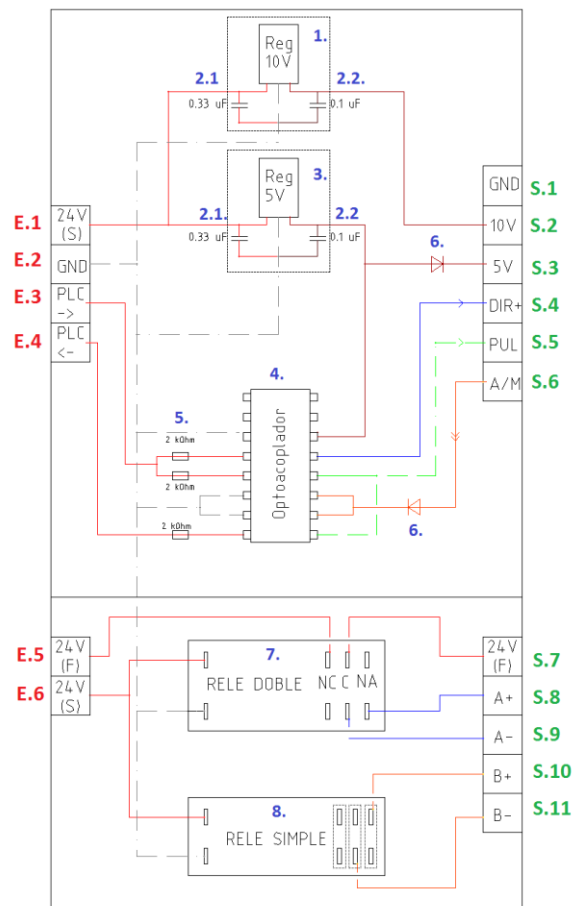 1.
Reg
10V
2.1
2.2.
0.33 uF
0.1 uF
3.
Reg
5V
2.1.
2.2
0.33 uF
0.1 uF
E.1
24V
(S)
E.2
GND
E.3
PLC
->
E.4
PLC
<-
GND
S.1
10V
S.2
6.
5V
S.3
DIR+
S.4
PUL
S.5
A/M
S.6
4.
Optoacoplador
5.
2 kOhm
2 kOhm
2 kOhm
6.
E.5
24V
(F)
E.6
24V
(S)
7.
RELE DOBLE
NC C NA
24V
(F)
S.7
A+
S.8
A-
S.9
B+
S.10
B-
S.11
8.
RELE SIMPLE